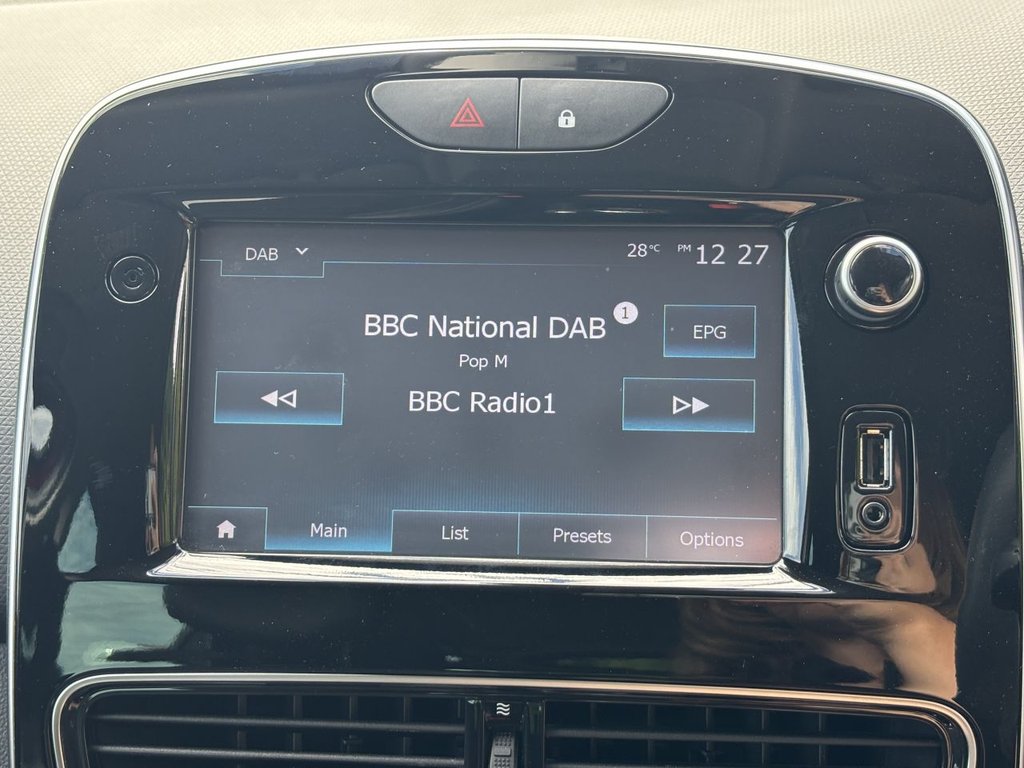 DAB 28°C PM 12 27
BBC National DAB 1
EPG
Pop M
BBC Radio1
Main List Presets Options